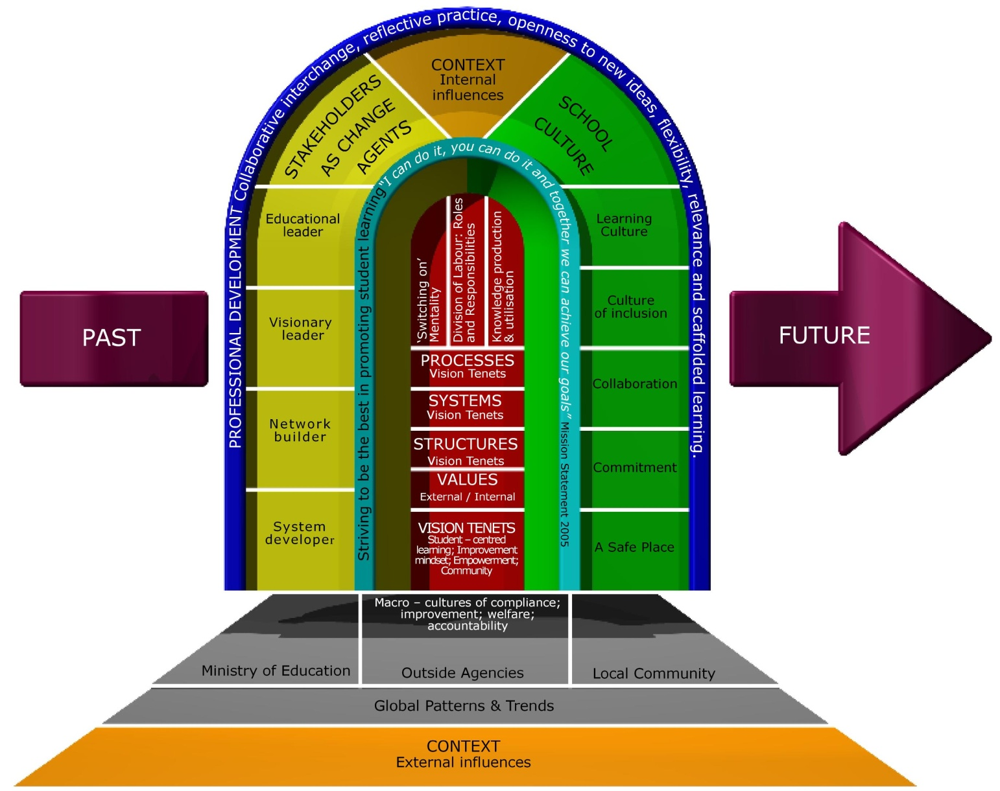 PROFESSIONAL DEVELOPMENT Collaborative interchange, reflective practice, openness to new ideas, flexibility, relevance and scaffolded learning.
CONTEXT
Internal
influences
STAKEHOLDERS
AS CHANGE
AGENTS
SCHOOL
CULTURE
Striving to be the best in promoting student learning “I can do it, you can do it and together we can achieve our goals” Mission Statement 2005
Educational
leader
Visionary
leader
Network
builder
System
developer
‘Switching on’
Mentality
Division of Labour: Roles
and Responsibilities
Knowledge production
& utilisation
PROCESSES
Vision Tenets
SYSTEMS
Vision Tenets
STRUCTURES
Vision Tenets
VALUES
External / Internal
VISION TENETS
Student – centred
learning; Improvement
mindset; Empowerment;
Community
Learning
Culture
Culture
of inclusion
Collaboration
Commitment
A Safe Place
PAST
FUTURE
Macro – cultures of compliance;
improvement; welfare;
accountability
Ministry of Education
Outside Agencies
Local Community
Global Patterns & Trends
CONTEXT
External influences